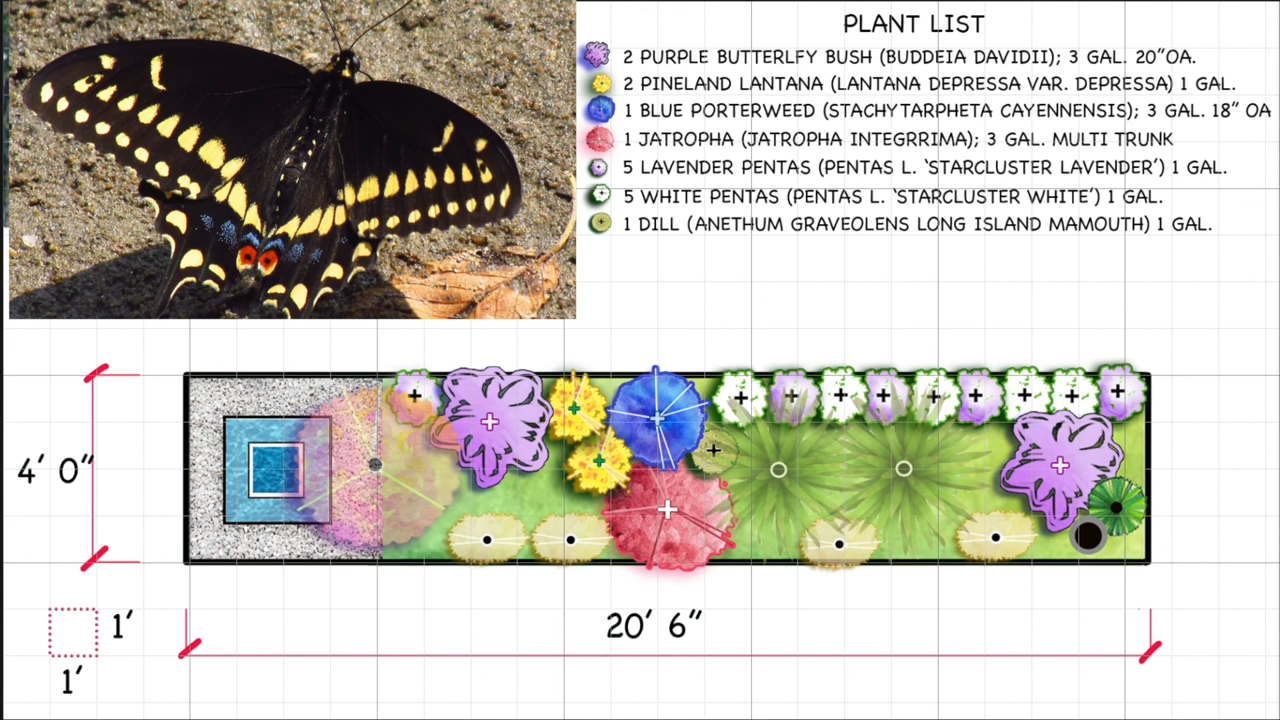 PLANT LIST
2 PURPLE BUTTERLFY BUSH (BUDDEIA DAVIDII); 3 GAL. 20"OA.
2 PINELAND LANTANA (LANTANA DEPRESSA VAR. DEPRESSA) 1 GAL.
1 BLUE PORTERWEED (STACHYTARPHETA CAYENNENSIS); 3 GAL. 18" OA
1 JATROPHA (JATROPHA INTEGRRIMA); 3 GAL. MULTI TRUNK
5 LAVENDER PENTAS (PENTAS L. 'STARCLUSTER LAVENDER') 1 GAL.
5 WHITE PENTAS (PENTAS L. 'STARCLUSTER WHITE') 1 GAL.
1 DILL (ANETHUM GRAVEOLENS LONG ISLAND MAMOUTH) 1 GAL.
4' 0"
20' 6"
1'
1'